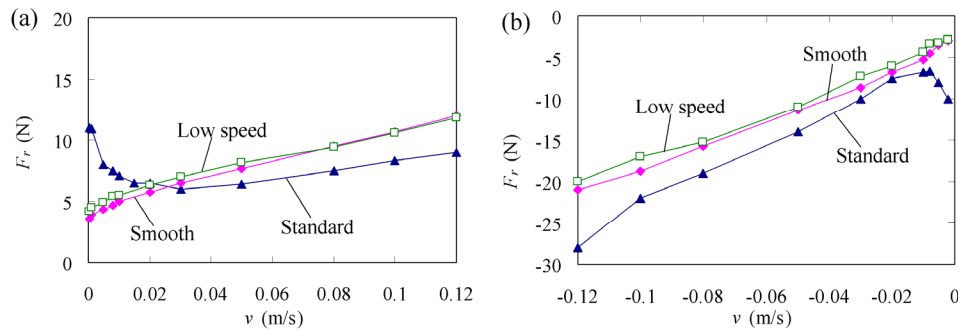 (a)
20
15
10
5
0
F_r (N)
Low speed
Smooth
Standard
0 0.02 0.04 0.06 0.08 0.1 0.12
v (m/s)
(b)
0
-5
-10
-15
-20
-25
-30
F_r (N)
Smooth
Low speed
Standard
-0.12 -0.1 -0.08 -0.06 -0.04 -0.02 0
v (m/s)